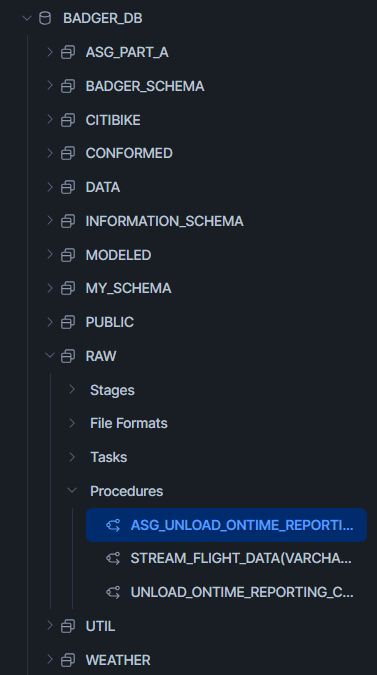 BADGER_DB
ASG_PART_A
BADGER_SCHEMA
CITIBIKE
CONFORMED
DATA
INFORMATION_SCHEMA
MODELED
MY_SCHEMA
PUBLIC
RAW
Stages
File Formats
Tasks
Procedures
ASG_UNLOAD_ONTIME_REPORTI...
STREAM_FLIGHT_DATA(VARCHA...
UNLOAD_ONTIME_REPORTING_C...
UTIL
WEATHER